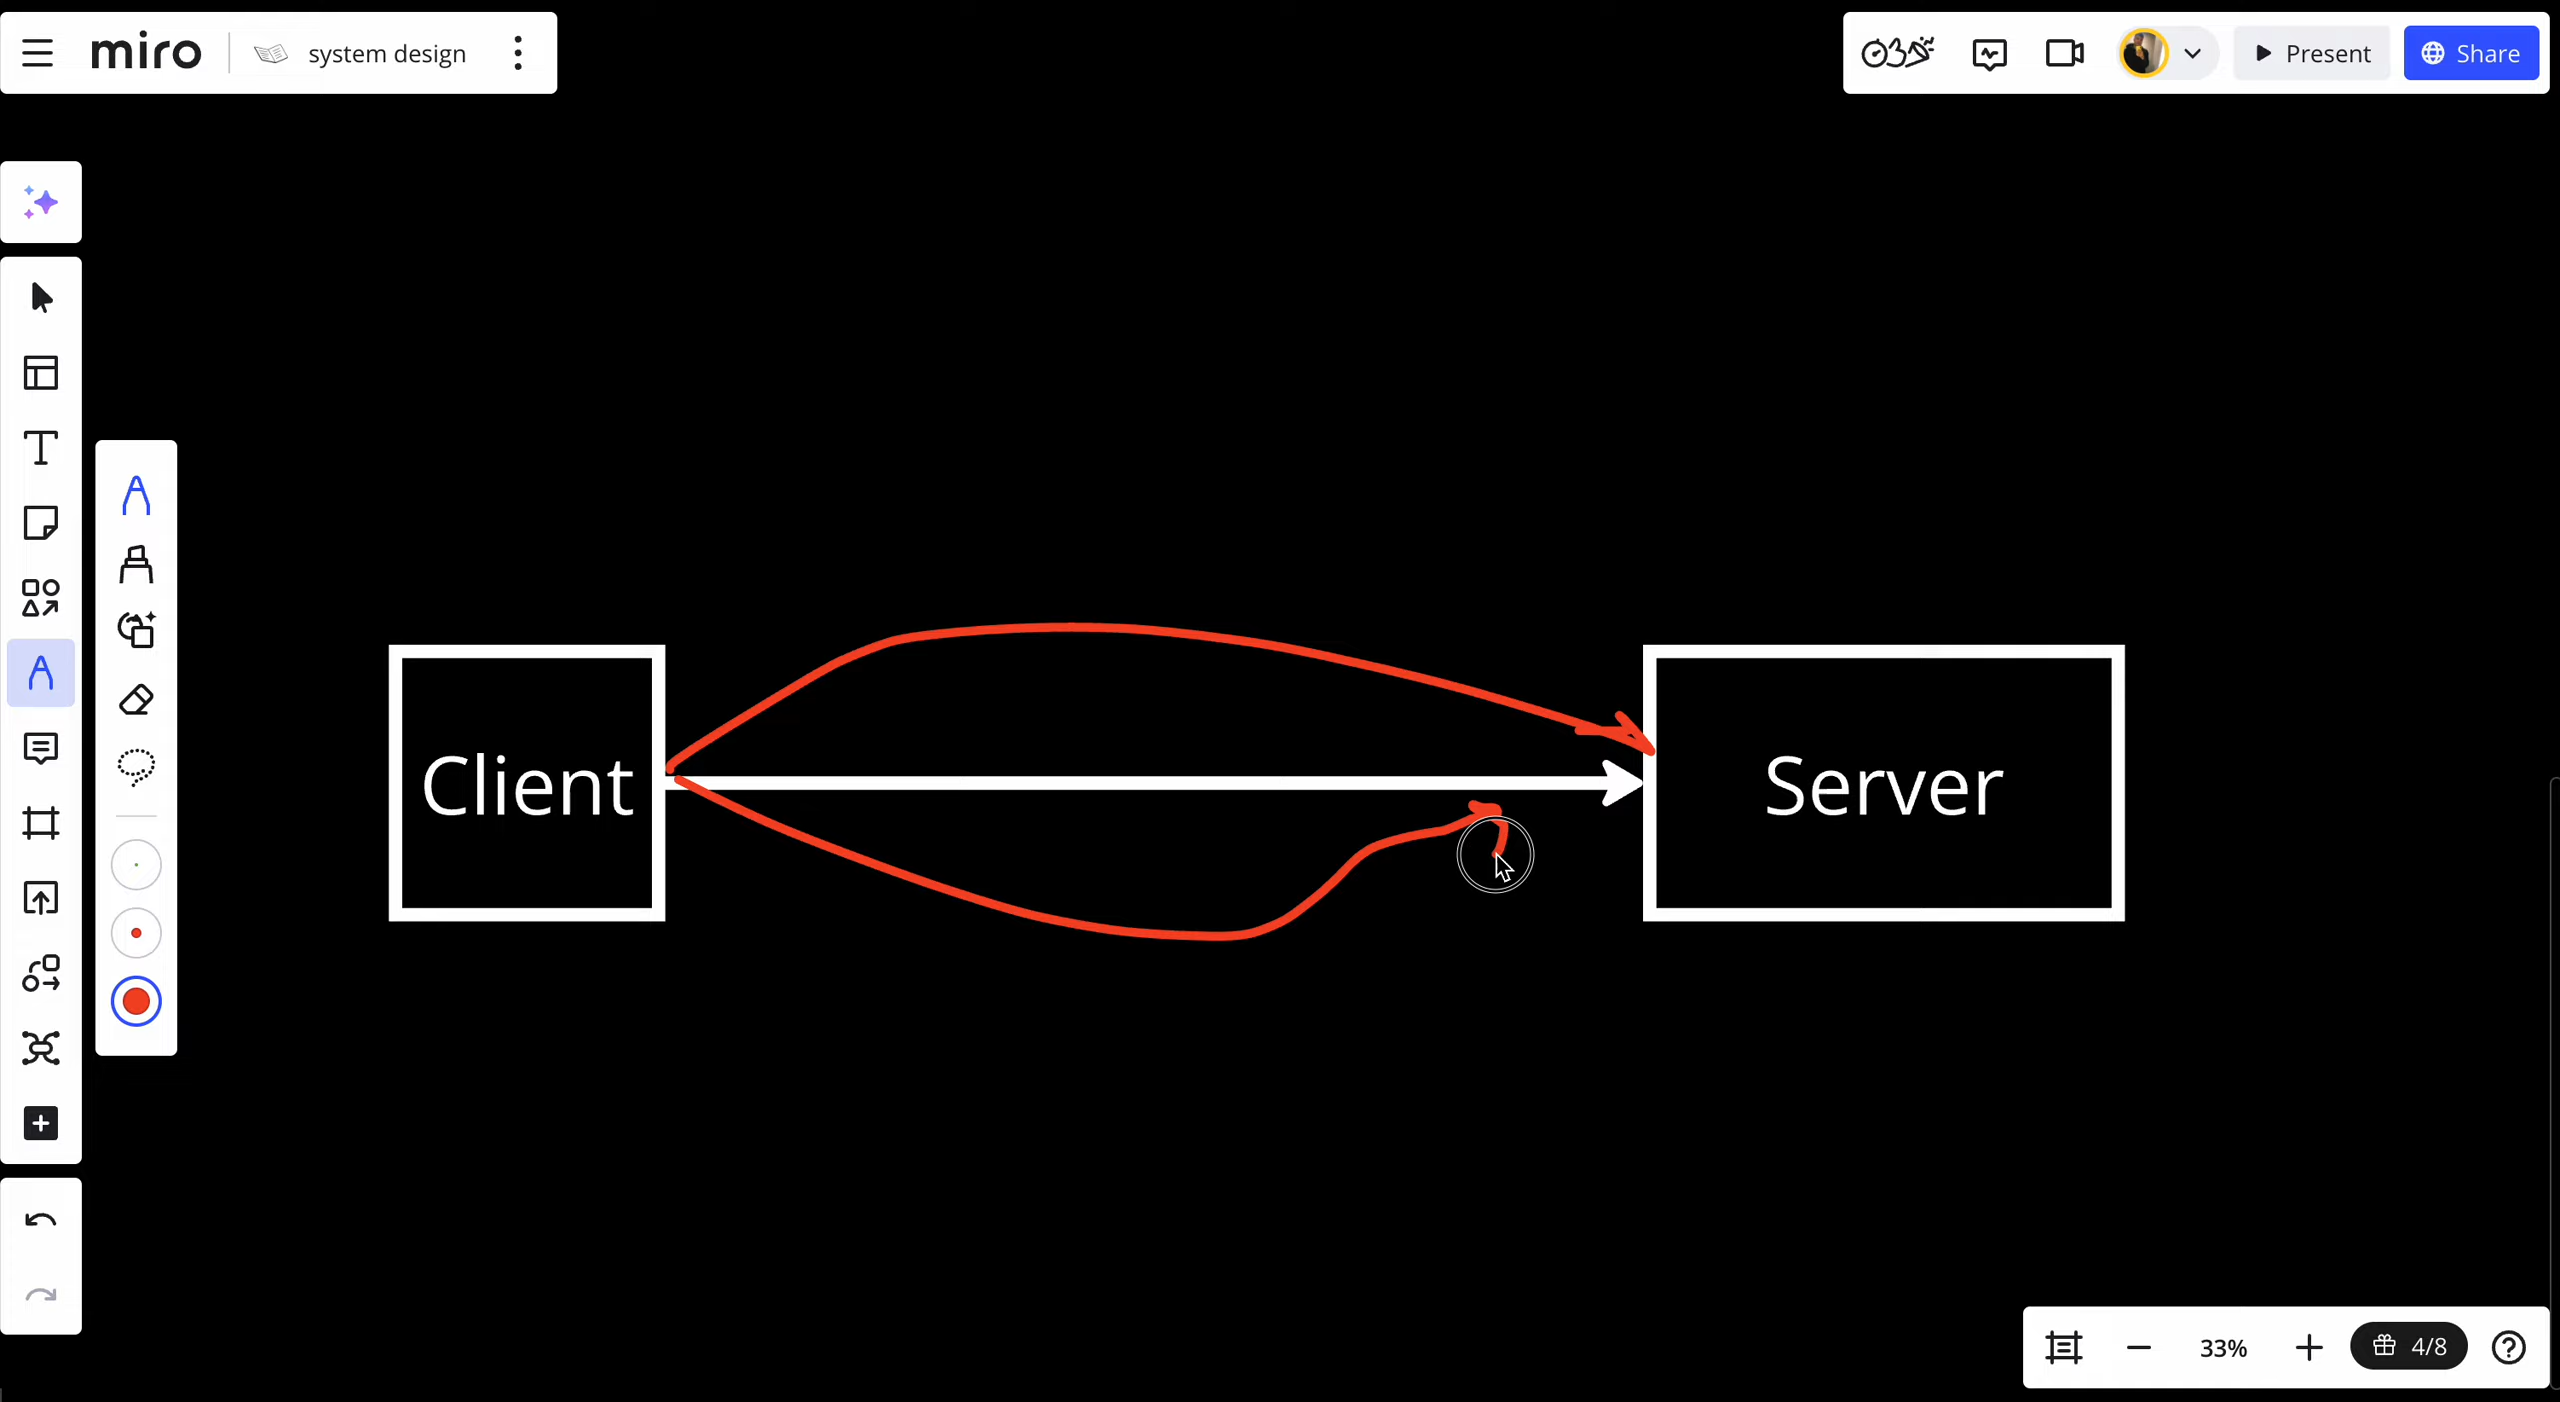 miro
system design
Present
Share
Client
Server
33%
4/8